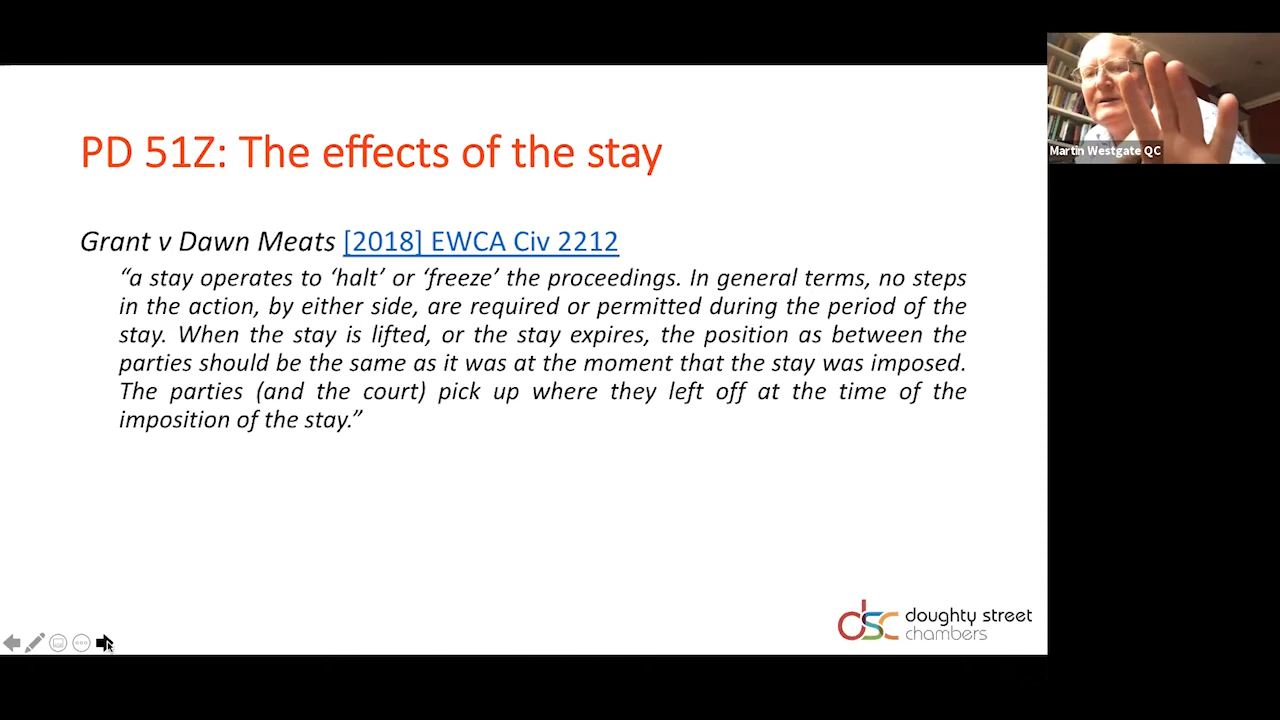 PD 51Z: The effects of the stay
Martin Westgate QC
Grant v Dawn Meats [2018] EWCA Civ 2212
“a stay operates to ‘halt’ or ‘freeze’ the proceedings. In general terms, no steps
in the action, by either side, are required or permitted during the period of the
stay. When the stay is lifted, or the stay expires, the position as between the
parties should be the same as it was at the moment that the stay was imposed.
The parties (and the court) pick up where they left off at the time of the
imposition of the stay.”
dsc doughty street
chambers